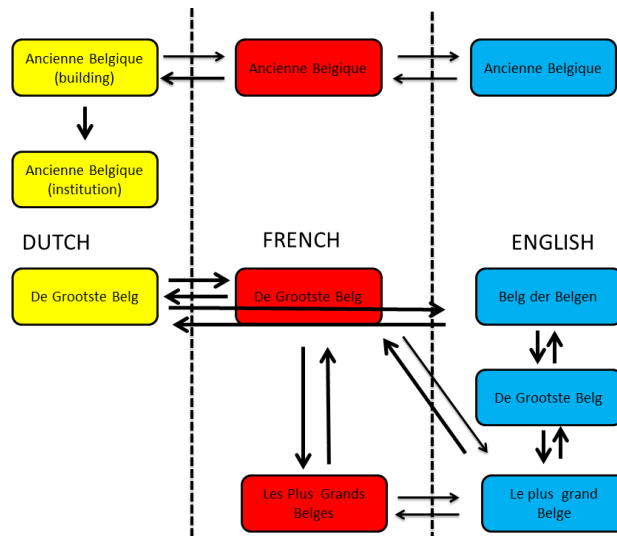 Ancienne Belgique
(building)
Ancienne Belgique
Ancienne Belgique
Ancienne Belgique
(institution)
DUTCH
FRENCH
ENGLISH
De Grootste Belg
De Grootste Belg
Belg der Belgen
De Grootste Belg
Les Plus Grands
Belges
Le plus grand
Belge